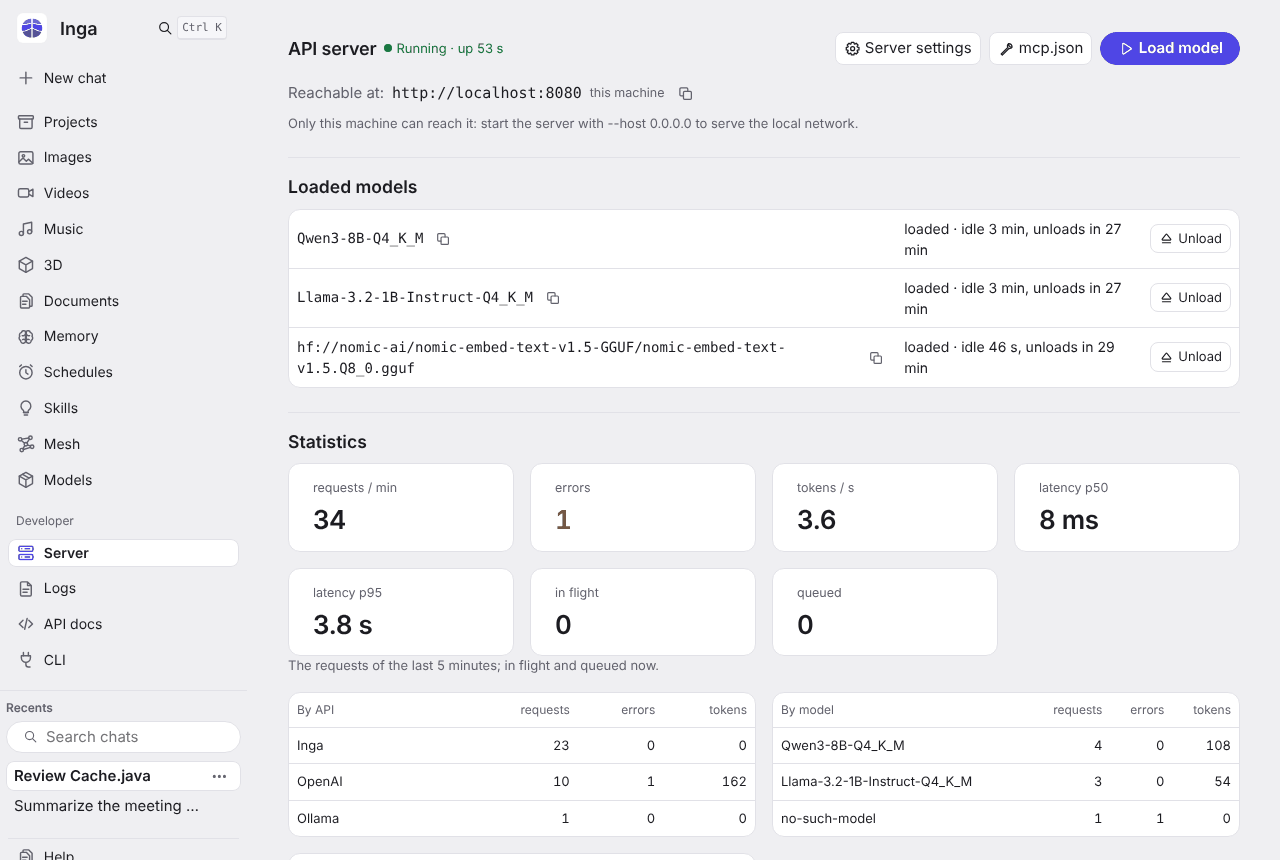 Inga
Ctrl K
New chat
Projects
Images
Videos
Music
3D
Documents
Memory
Schedules
Skills
Mesh
Models
Developer
Server
Logs
API docs
CLI
Recents
Search chats
Review Cache.java
Summarize the meeting ...
Help
API server
Running · up 53 s
Server settings
mcp.json
Load model
Reachable at: http://localhost:8080 this machine
Only this machine can reach it: start the server with --host 0.0.0.0 to serve the local network.
Loaded models
Qwen3-8B-Q4_K_M
loaded · idle 3 min, unloads in 27
min
Unload
Llama-3.2-1B-Instruct-Q4_K_M
loaded · idle 3 min, unloads in 27
min
Unload
hf://nomic-ai/nomic-embed-text-v1.5-GGUF/nomic-embed-text-
v1.5.Q8_0.gguf
loaded · idle 46 s, unloads in 29
min
Unload
Statistics
requests / min
34
errors
1
tokens / s
3.6
latency p50
8 ms
latency p95
3.8 s
in flight
0
queued
0
The requests of the last 5 minutes; in flight and queued now.
By API requests errors tokens
Inga 23 0 0
OpenAI 10 1 162
Ollama 1 0 0
By model requests errors tokens
Qwen3-8B-Q4_K_M 4 0 108
Llama-3.2-1B-Instruct-Q4_K_M 3 0 54
no-such-model 1 1 0